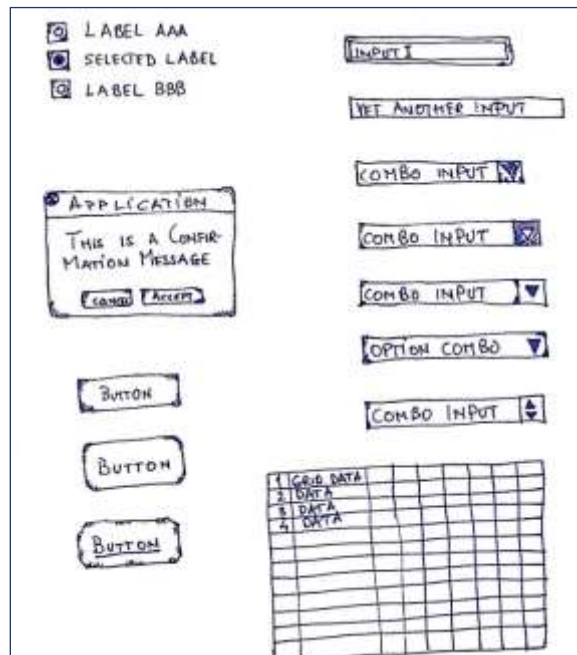 LABEL AAA
SELECTED LABEL
LABEL BBB
INPUT I
YET ANOTHER INPUT
COMBO INPUT
APPLICATION
THIS IS A CONFIR-
MATION MESSAGE
CANCEL ACCEPT
COMBO INPUT
COMBO INPUT
OPTION COMBO
BUTTON
COMBO INPUT
BUTTON
BUTTON
1 GRID DATA
2 DATA
3 DATA
4 DATA